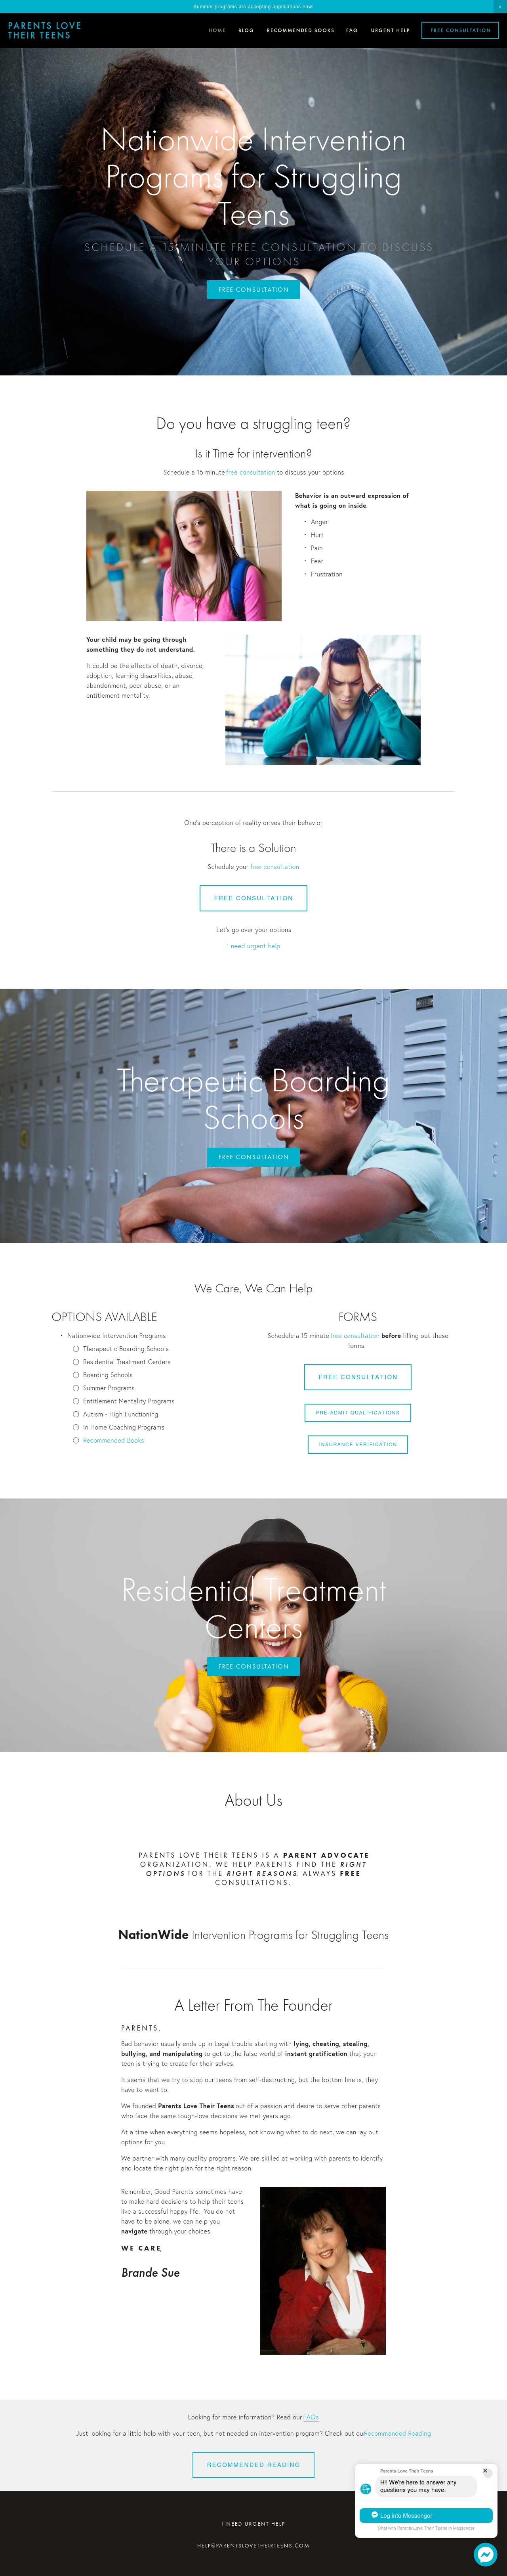 Summer programs are accepting applications now!
PARENTS LOVE
THEIR TEENS
HOME
BLOG
RECOMMENDED BOOKS
FAQ
URGENT HELP
FREE CONSULTATION
Nationwide Intervention
Programs for Struggling
Teens
SCHEDULE A 15 MINUTE FREE CONSULTATION TO DISCUSS
YOUR OPTIONS
FREE CONSULTATION
Do you have a struggling teen?
Is it Time for intervention?
Schedule a 15 minute free consultation to discuss your options
Behavior is an outward expression of
what is going on inside
• Anger
• Hurt
• Pain
• Fear
• Frustration
Your child may be going through
something they do not understand.
It could be the effects of death, divorce,
adoption, learning disabilities, abuse,
abandonment, peer abuse, or an
entitlement mentality.
One's perception of reality drives their behavior.
There is a Solution
Schedule your free consultation
FREE CONSULTATION
Let's go over your options
I need urgent help
Therapeutic Boarding
Schools
FREE CONSULTATION
We Care, We Can Help
OPTIONS AVAILABLE
• Nationwide Intervention Programs
Therapeutic Boarding Schools
Residential Treatment Centers
Boarding Schools
Summer Programs
Entitlement Mentality Programs
Autism - High Functioning
In Home Coaching Programs
Recommended Books
FORMS
Schedule a 15 minute free consultation before filling out these
forms.
FREE CONSULTATION
PRE-ADMIT QUALIFICATIONS
INSURANCE VERIFICATION
Residential Treatment
Centers
FREE CONSULTATION
About Us
PARENTS LOVE THEIR TEENS IS A PARENT ADVOCATE
ORGANIZATION. WE HELP PARENTS FIND THE RIGHT
OPTIONS FOR THE RIGHT REASONS. ALWAYS FREE
CONSULTATIONS.
NationWide Intervention Programs for Struggling Teens
A Letter From The Founder
PARENTS,
Bad behavior usually ends up in Legal trouble starting with lying, cheating, stealing,
bullying, and manipulating to get to the false world of instant gratification that your
teen is trying to create for their selves.
It seems that we try to stop our teens from self-destructing, but the bottom line is, they
have to want to.
We founded Parents Love Their Teens out of a passion and desire to serve other parents
who face the same tough-love decisions we met years ago.
At a time when everything seems hopeless, not knowing what to do next, we can lay out
options for you.
We partner with many quality programs. We are skilled at working with parents to identify
and locate the right plan for the right reason.
Remember, Good Parents sometimes have
to make hard decisions to help their teens
live a successful happy life. You do not
have to be alone, we can help you
navigate through your choices.
WE CARE,
Brande Sue
Looking for more information? Read our FAQs
Just looking for a little help with your teen, but not needed an intervention program? Check out our Recommended Reading
RECOMMENDED READING
Parents Love Their Teens
Hi! We're here to answer any
questions you may have.
Log into Messenger
Chat with Parents Love Their Teens in Messenger
I NEED URGENT HELP
HELP@PARENTSLOVETHEIRTEENS.COM